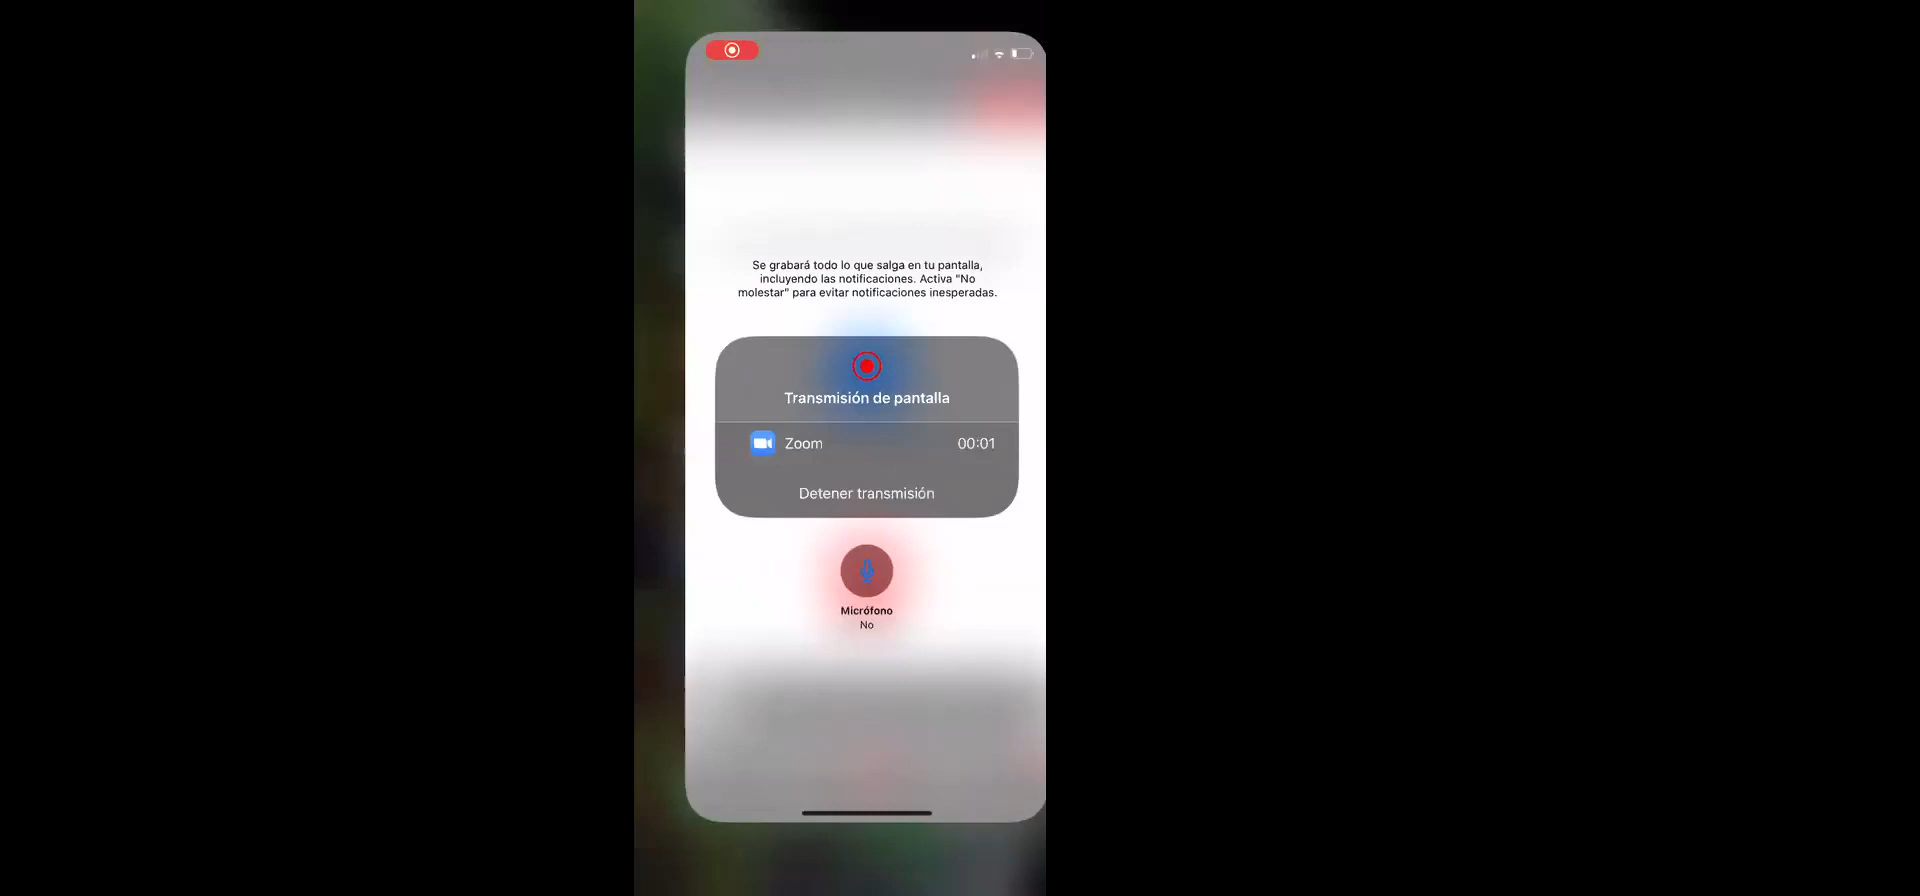 Se grabará todo lo que salga en tu pantalla,
incluyendo las notificaciones. Activa "No
molestar" para evitar notificaciones inesperadas.
Transmisión de pantalla
Zoom 00:01
Detener transmisión
Micrófono
No